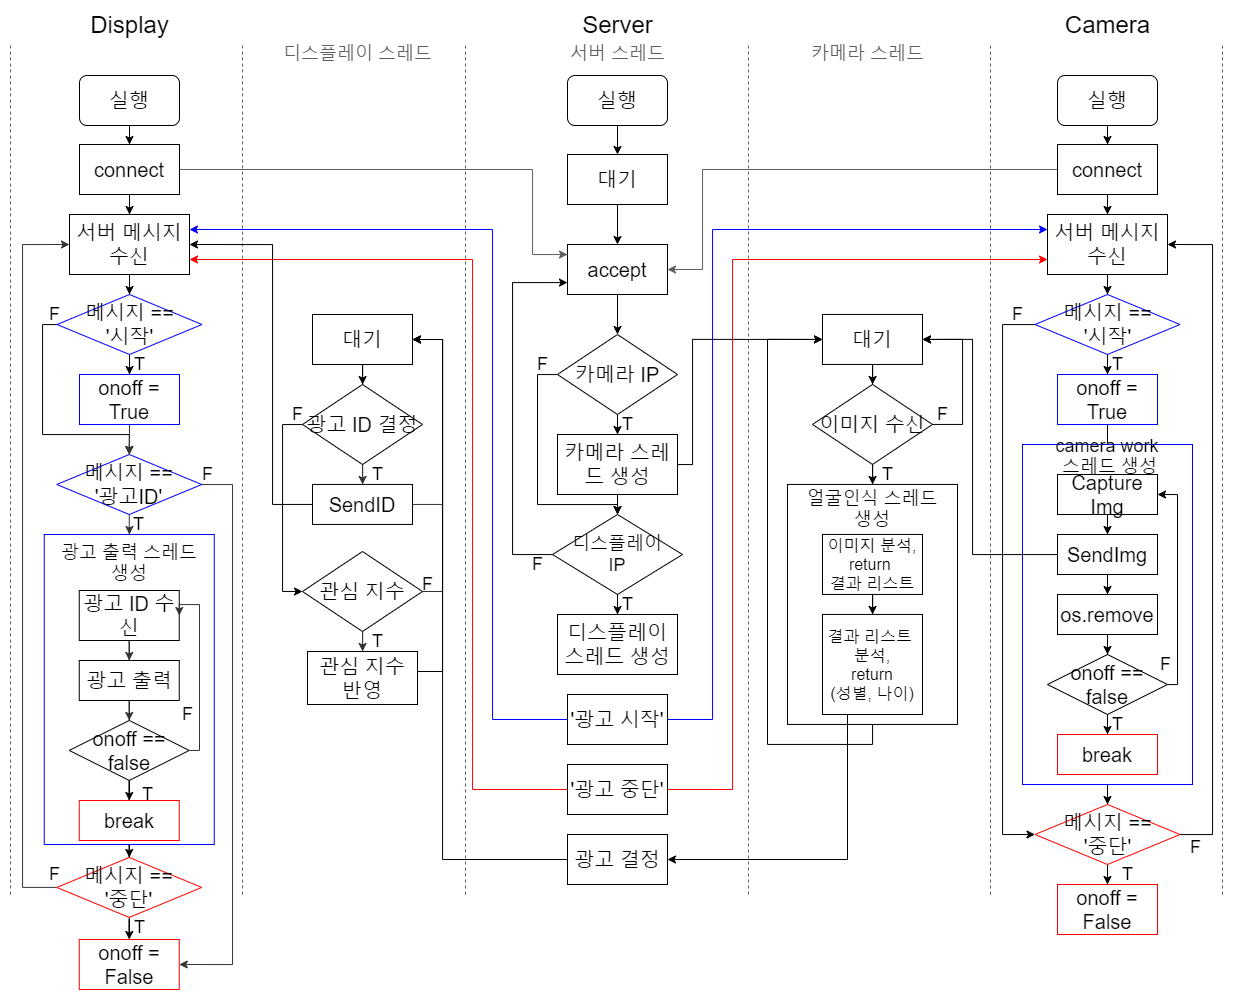 Display
Server
Camera
디스플레이 스레드
서버 스레드
카메라 스레드
실행
connect
서버 메시지
수신
메시지 ==
'시작'
F
T
onoff =
True
메시지 ==
'광고ID'
F
T
광고 출력 스레드
생성
광고 ID 수
신
광고 출력
F
onoff ==
false
T
break
메시지 ==
'중단'
F
T
onoff =
False
대기
광고 ID 결정
F
T
SendID
관심 지수
F
T
관심 지수
반영
실행
대기
accept
카메라 IP
F
T
카메라 스레
드 생성
디스플레이
IP
F
T
디스플레이
스레드 생성
'광고 시작'
'광고 중단'
광고 결정
대기
이미지 수신
F
T
얼굴인식 스레드
생성
이미지 분석,
return
결과 리스트
결과 리스트
분석,
return
(성별, 나이)
실행
connect
서버 메시지
수신
메시지 ==
'시작'
F
T
onoff =
True
camera work
스레드 생성
Capture
Img
SendImg
os.remove
onoff ==
false
F
T
break
메시지 ==
'중단'
F
T
onoff =
False